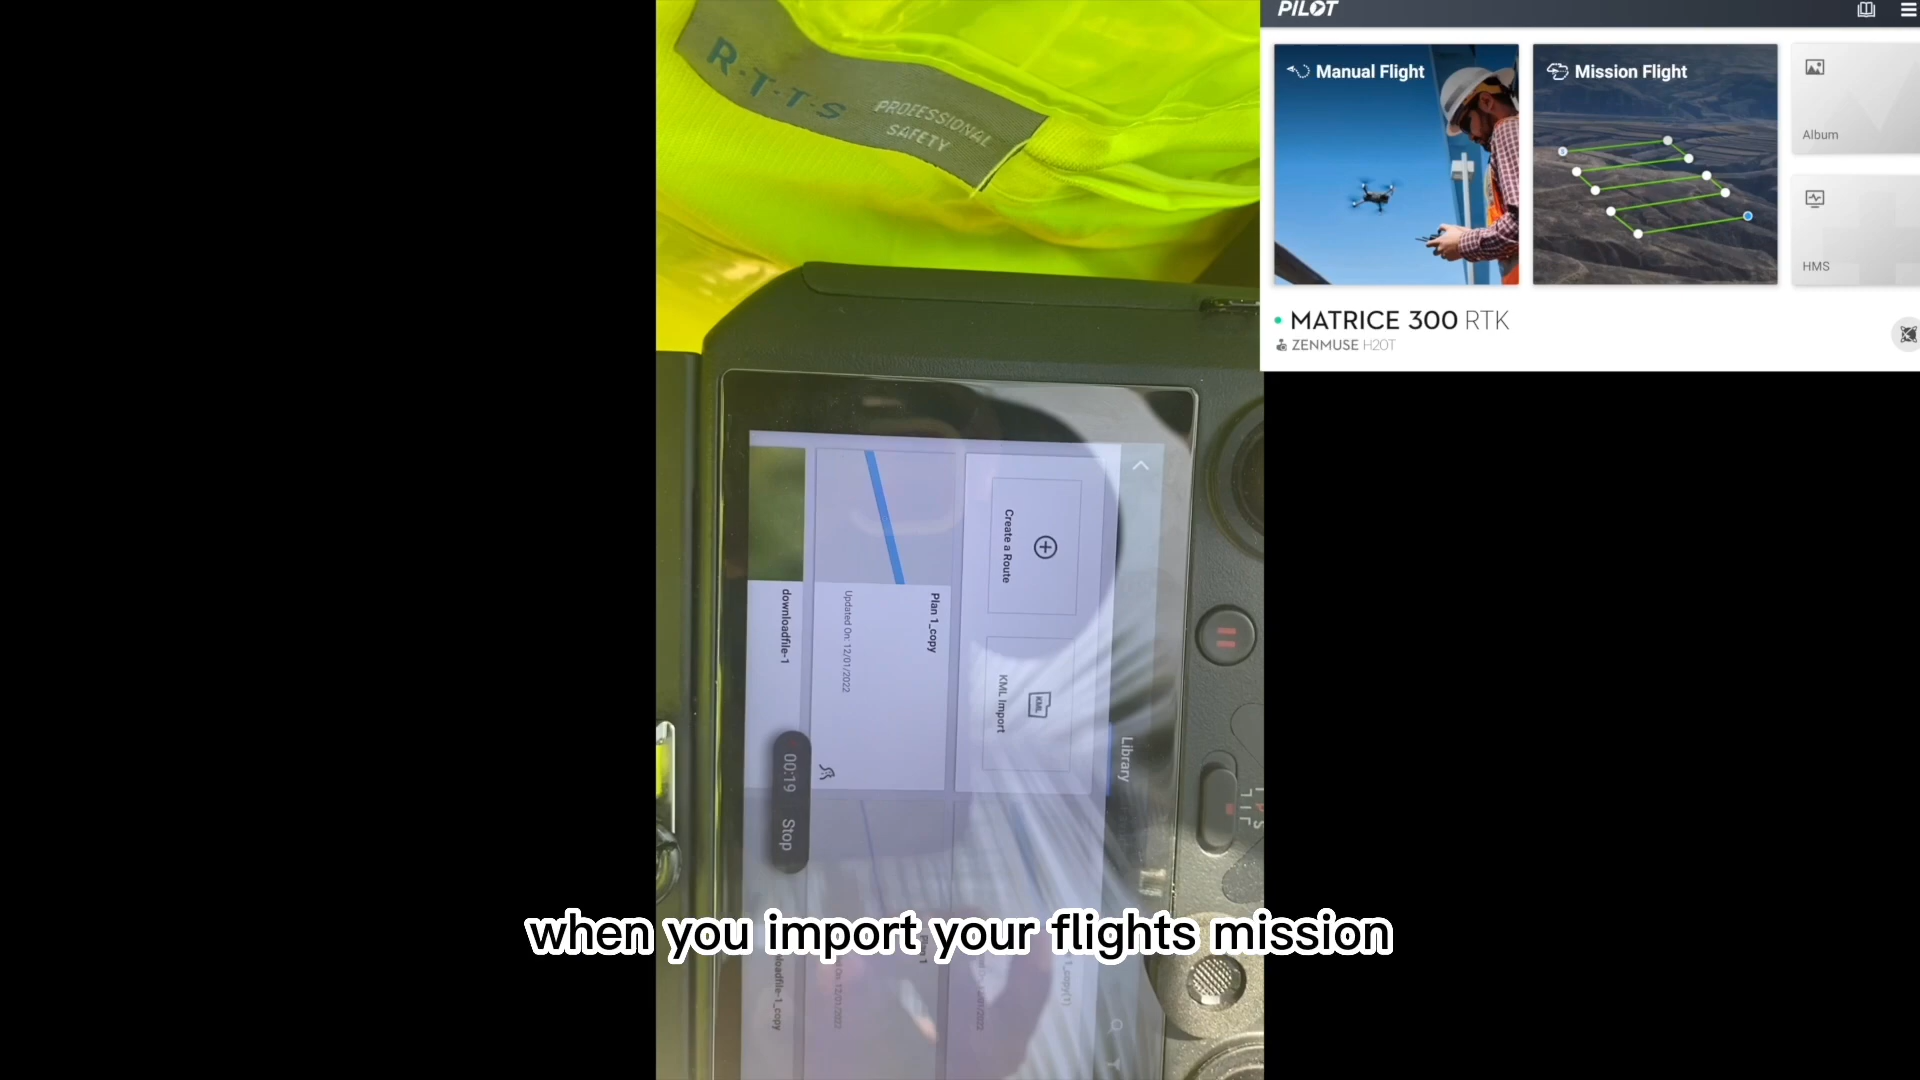 R·T·T·S
PROFESSIONAL
SAFETY
PILOT
Manual Flight
Mission Flight
Album
HMS
MATRICE 300 RTK
ZENMUSE H20T
Library
Create a Route
KML
KML Import
Plan 1_copy
Updated On: 12/01/2022
downloadfile-1
00:19 Stop
when you import your flights mission